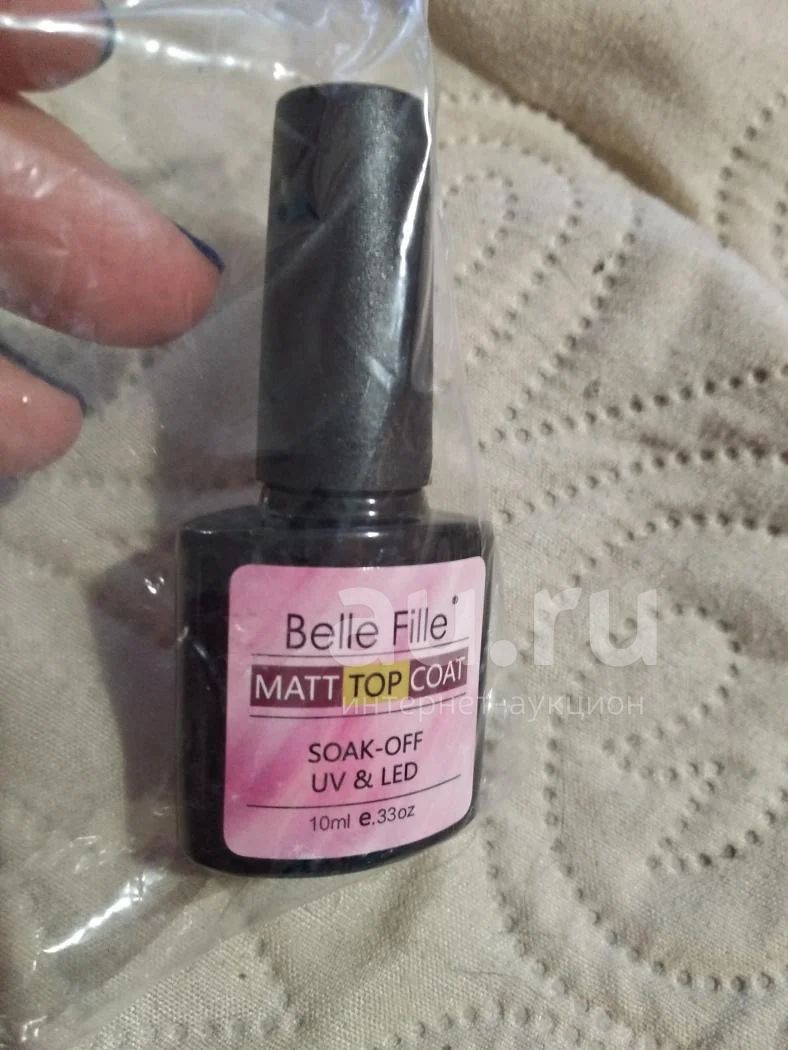 Belle Fille®
MATT TOP COAT
SOAK-OFF
UV & LED
10ml e.33oz
au.ru
интернет-аукцион